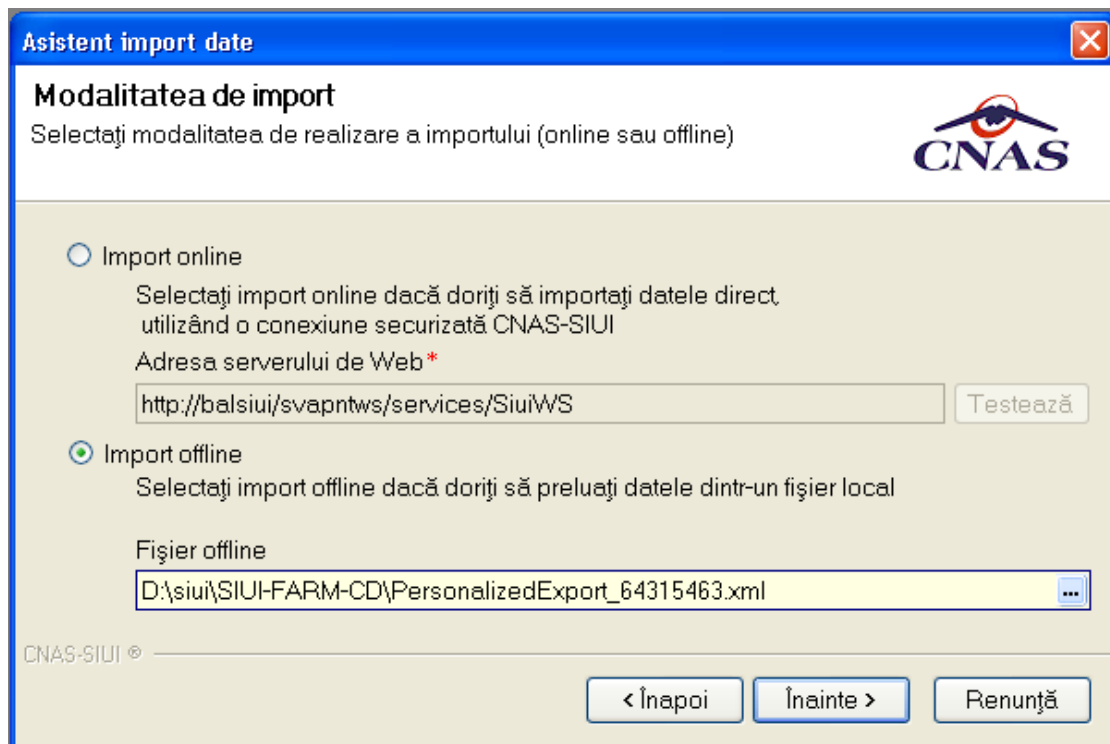 Asistent import date
Modalitatea de import
Selectaţi modalitatea de realizare a importului (online sau offline)
CNAS
Import online
Selectaţi import online dacă doriţi să importaţi datele direct,
utilizând o conexiune securizată CNAS-SIUI
Adresa serverului de Web*
http://balsiui/svapntws/services/SiuiWS
Testează
Import offline
Selectaţi import offline dacă doriţi să preluaţi datele dintr-un fişier local
Fişier offline
D:\siui\SIUI-FARM-CD\PersonalizedExport_64315463.xml
...
CNAS-SIUI ®
< Înapoi
Înainte >
Renunţă